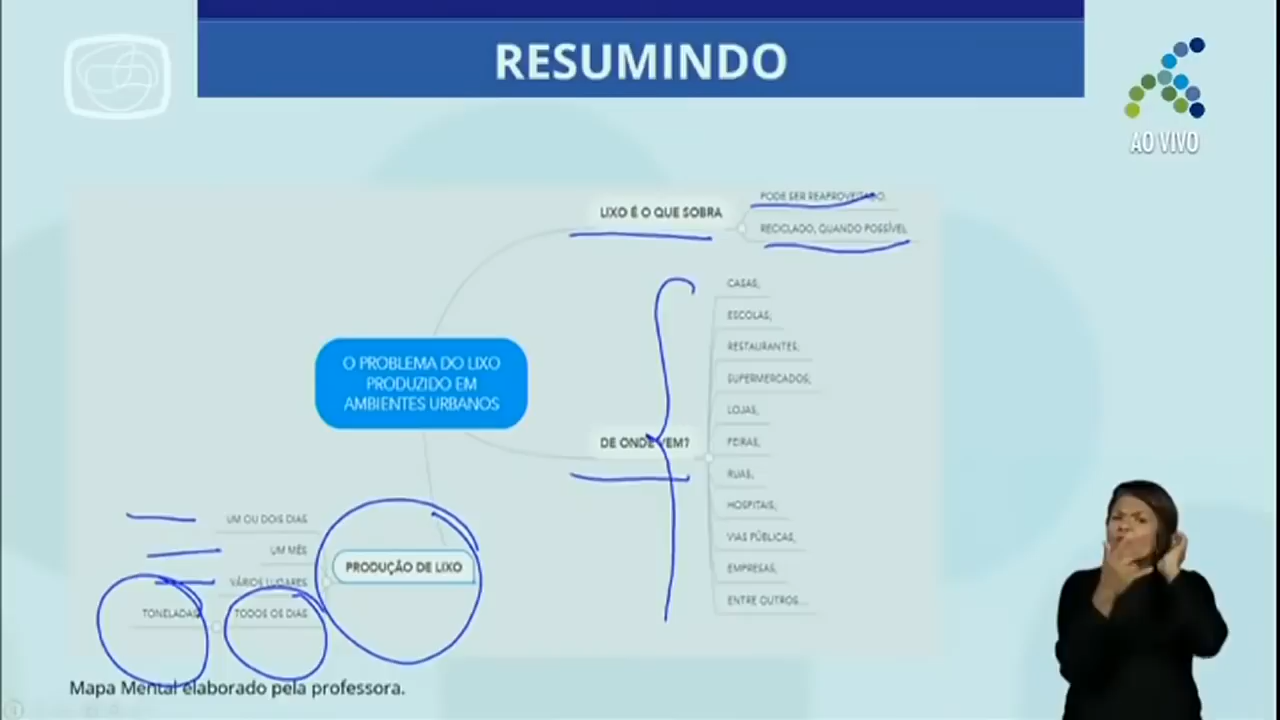 RESUMINDO
AO VIVO
LIXO É O QUE SOBRA
PODE SER REAPROVEITADO.
RECICLADO, QUANDO POSSÍVEL
O PROBLEMA DO LIXO
PRODUZIDO EM
AMBIENTES URBANOS
DE ONDE VEM?
CASAS;
ESCOLAS;
RESTAURANTES;
SUPERMERCADOS;
LOJAS;
FEIRAS;
RUAS;
HOSPITAIS;
VIAS PÚBLICAS;
EMPRESAS;
ENTRE OUTROS...
PRODUÇÃO DE LIXO
UM OU DOIS DIAS
UM MÊS
VÁRIOS LUGARES
TODOS OS DIAS
TONELADAS
Mapa Mental elaborado pela professora.